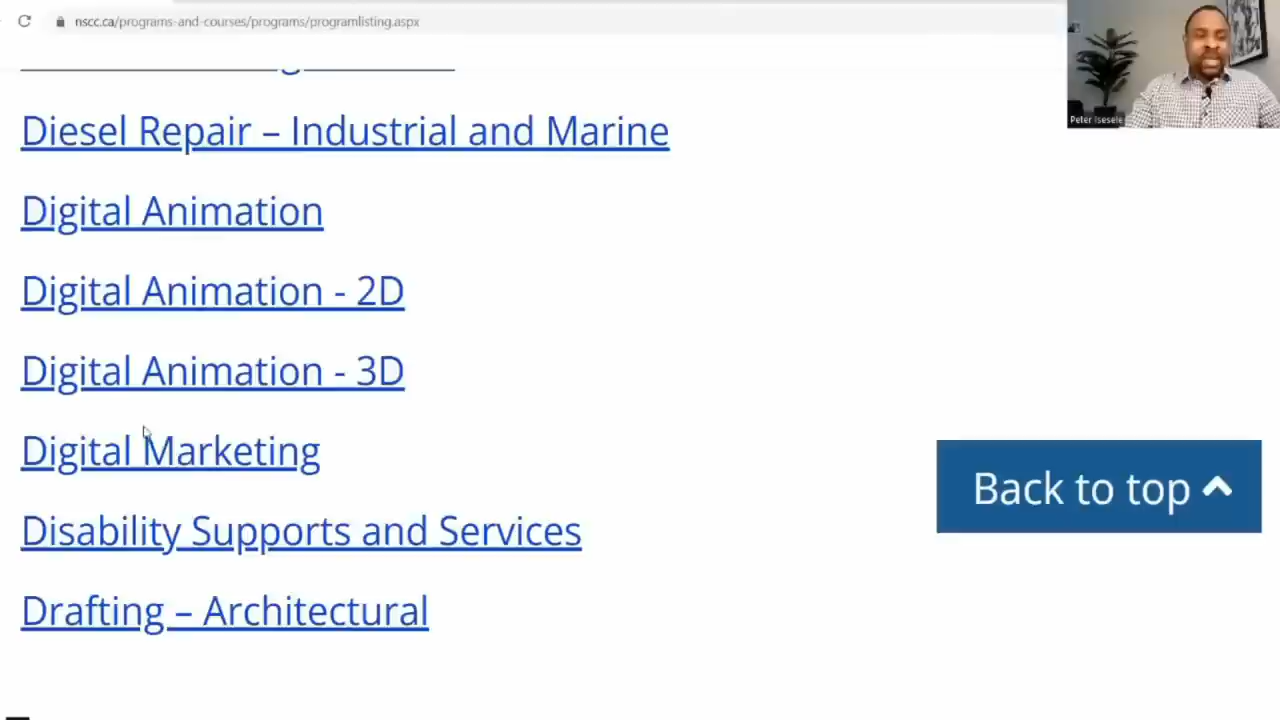 nscc.ca/programs-and-courses/programs/programlisting.aspx
Peter Isesele
Diesel Repair – Industrial and Marine
Digital Animation
Digital Animation - 2D
Digital Animation - 3D
Digital Marketing
Back to top
Disability Supports and Services
Drafting – Architectural